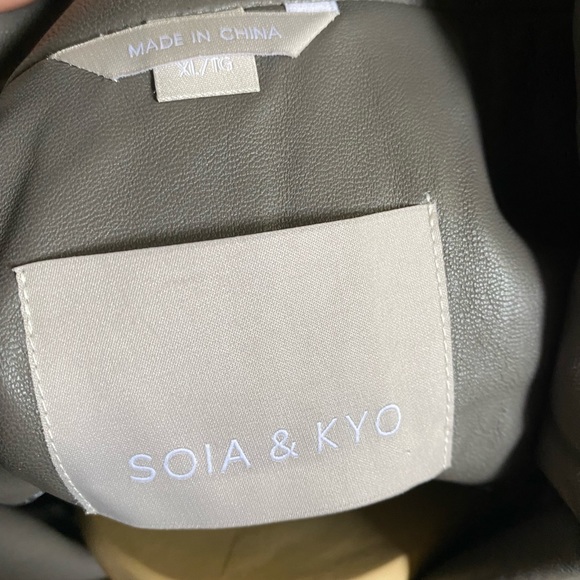 MADE IN CHINA
XL/TG
SOIA & KYO